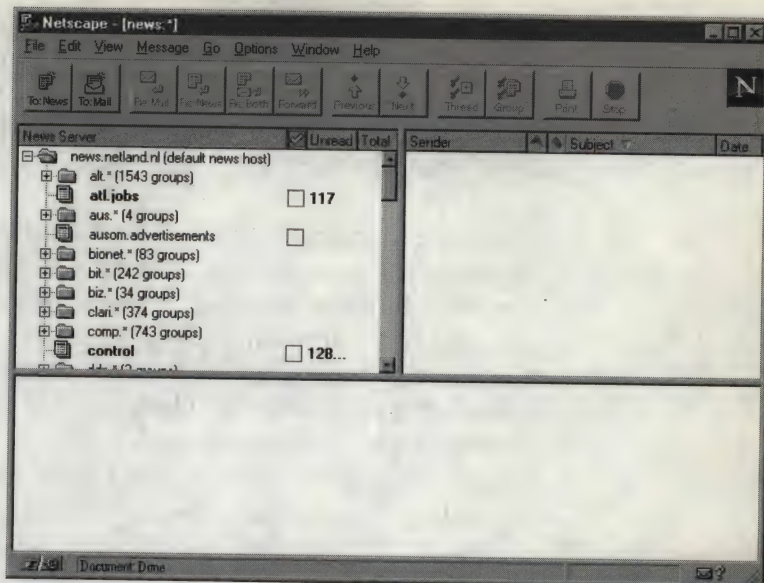 Netscape - [news.*]
File Edit View Message Go Options Window Help
To: News To: Mail Re: Mail Re: News Re: Both Forward Previous Next Thread Group Print Stop
N
News Server Unread Total Sender Subject Date
news.netland.nl (default news host)
alt.* (1543 groups)
atl.jobs 117
aus.* (4 groups)
ausom.advertisements
bionet.* (83 groups)
bit.* (242 groups)
biz.* (34 groups)
clari.* (374 groups)
comp.* (743 groups)
control 128...
Document: Done